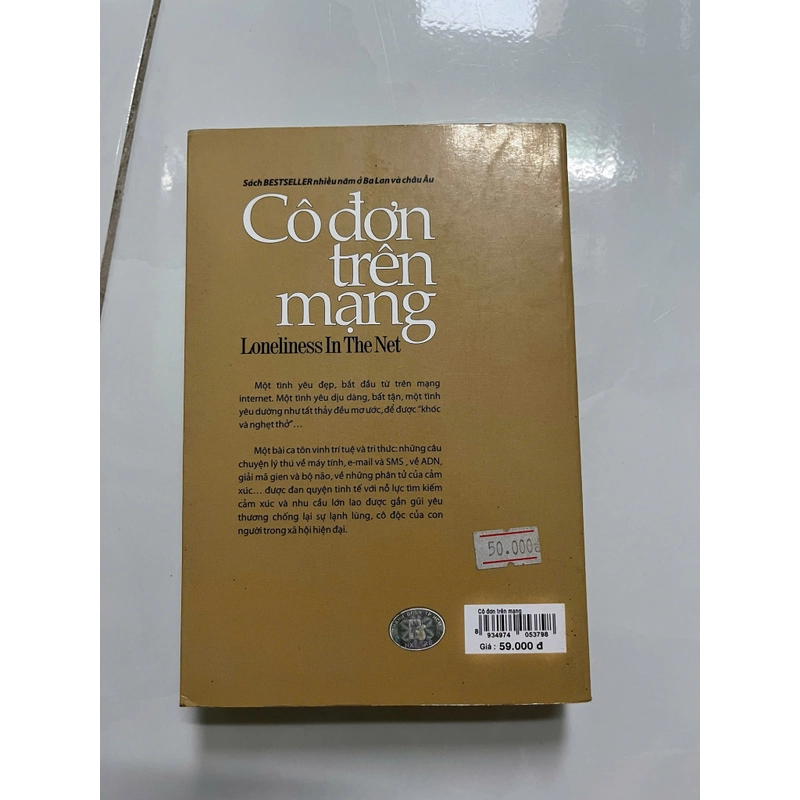 Sách BESTSELLER nhiều năm ở Ba Lan và châu Âu
Cô đơn
trên
mạng
Loneliness In The Net
Một tình yêu đẹp, bắt đầu từ trên mạng
internet. Một tình yêu dịu dàng, bất tận, một tình
yêu dường như tất thảy đều mơ ước, để được "khóc
và nghẹt thở"...
Một bài ca tôn vinh trí tuệ và tri thức: những câu
chuyện lý thú về máy tính, e-mail và SMS , về ADN,
giải mã gien và bộ não, về những phân tử của cảm
xúc... được đan quyện tinh tế với nỗ lực tìm kiếm
cảm xúc và nhu cầu lớn lao được gần gũi yêu
thương chống lại sự lạnh lùng, cô độc của con
người trong xã hội hiện đại.
50.000đ
Cô đơn trên mạng
8 934974 053798
Giá : 59.000 đ